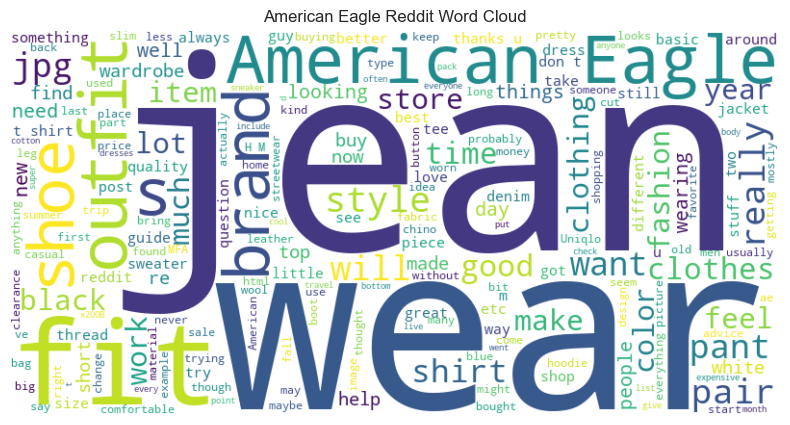 American Eagle Reddit Word Cloud
something slim less always guy buying better keep thanks u pretty looks basic around
back well type dress don t anyone
jpg American Eagle
wardrobe used often everyone pack someone take
find outfit item looking store things long still year
need last place sneaker d kind best cut jacket
t shirt part price tee probably body
shoe lot actually H M include buy time button money clothing different really
cotton leg dresses s brand home now worn love jean shopping fashion wearing favorite mostly
new quality streetwear idea denim two
super post much question style day put stuff getting
anything summer trip nice see fabric chino Uniqlo check
first bring guide leather top piece will good want clothes old men usually
casual found MFA sweater cool little made without got u
clearance reddit re html wool travel bottom bit seem ae
black x200B American use boot great m etc make color feel
ve thread work never live many way design picture
fit wear
bag short material sale fall thought come blue people everything pant
trying image hoodie advice white
big right change example try may shirt might shop list pair
say size every though point maybe help went bought give expensive start month
comfortable